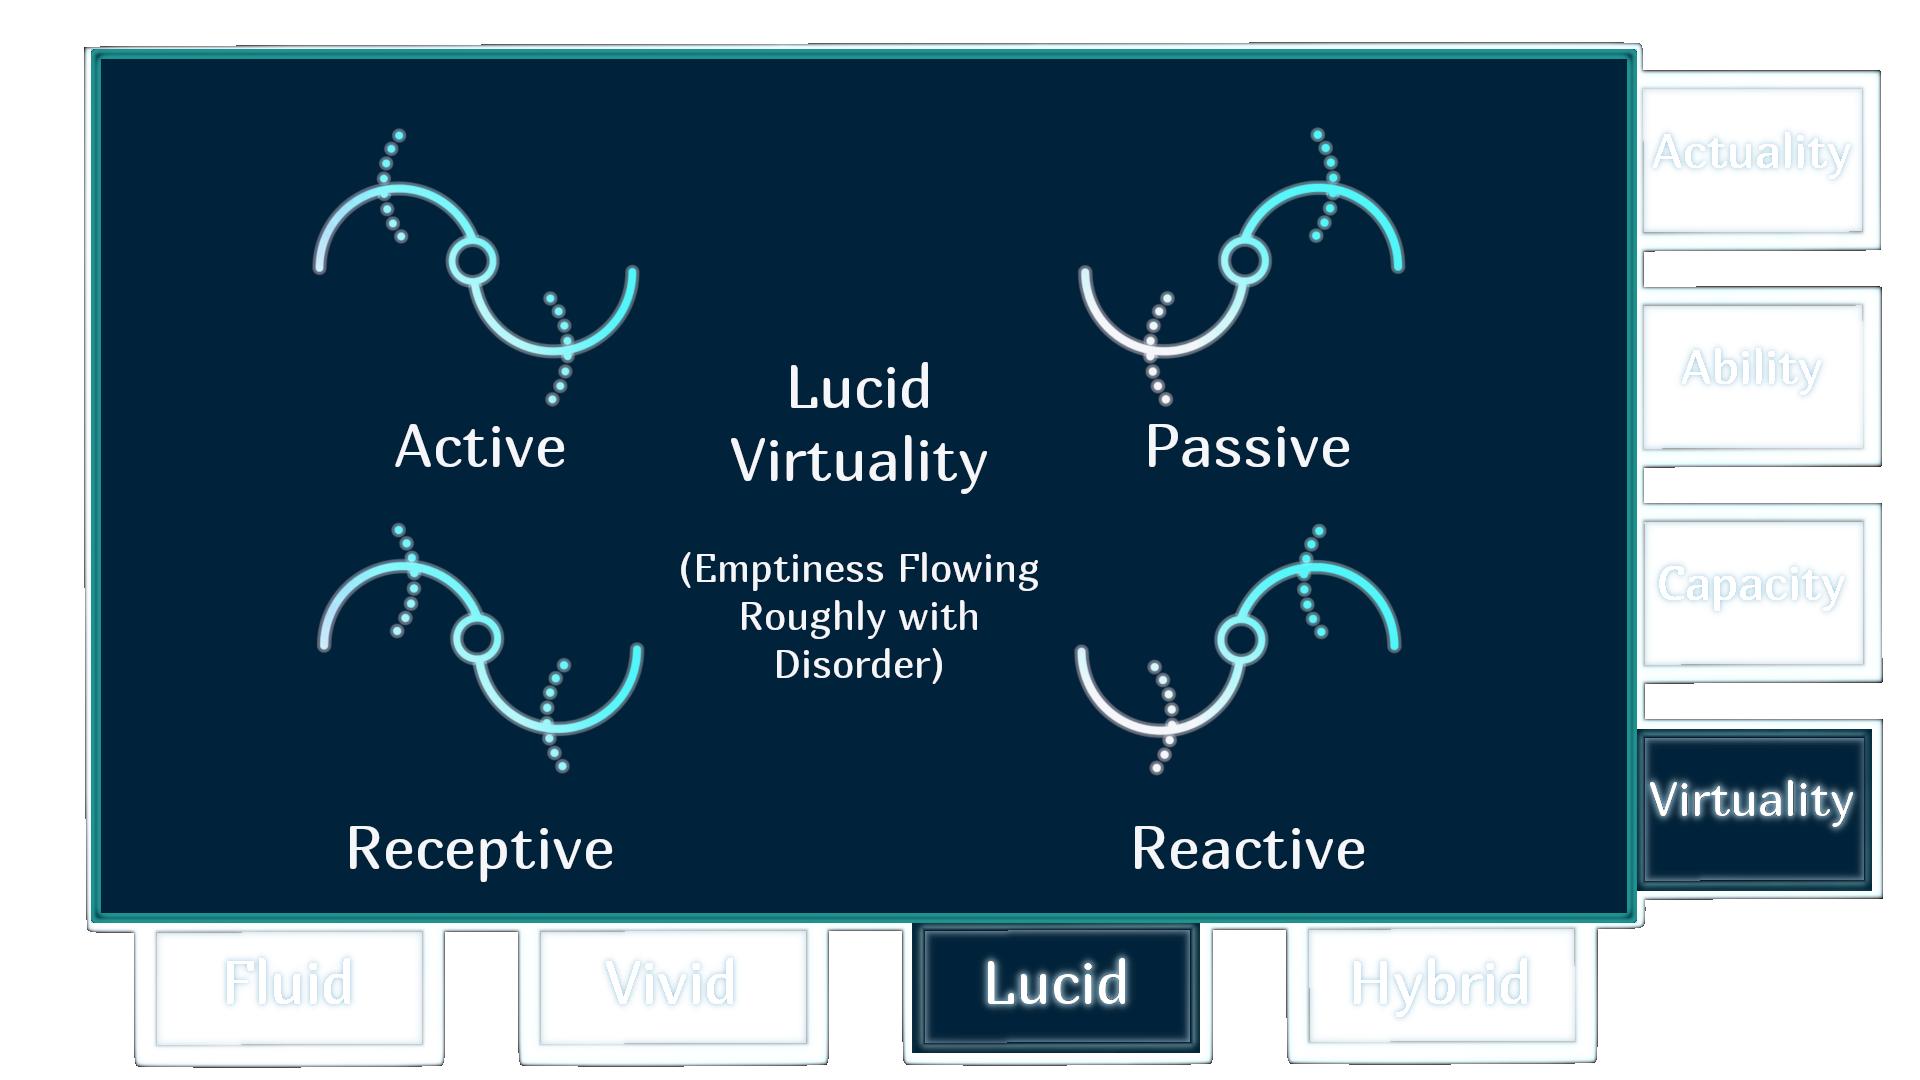 Actuality
Ability
Lucid
Virtuality
Active
Passive
(Emptiness Flowing
Roughly with
Disorder)
Capacity
Virtuality
Receptive
Reactive
Fluid
Vivid
Lucid
Hybrid